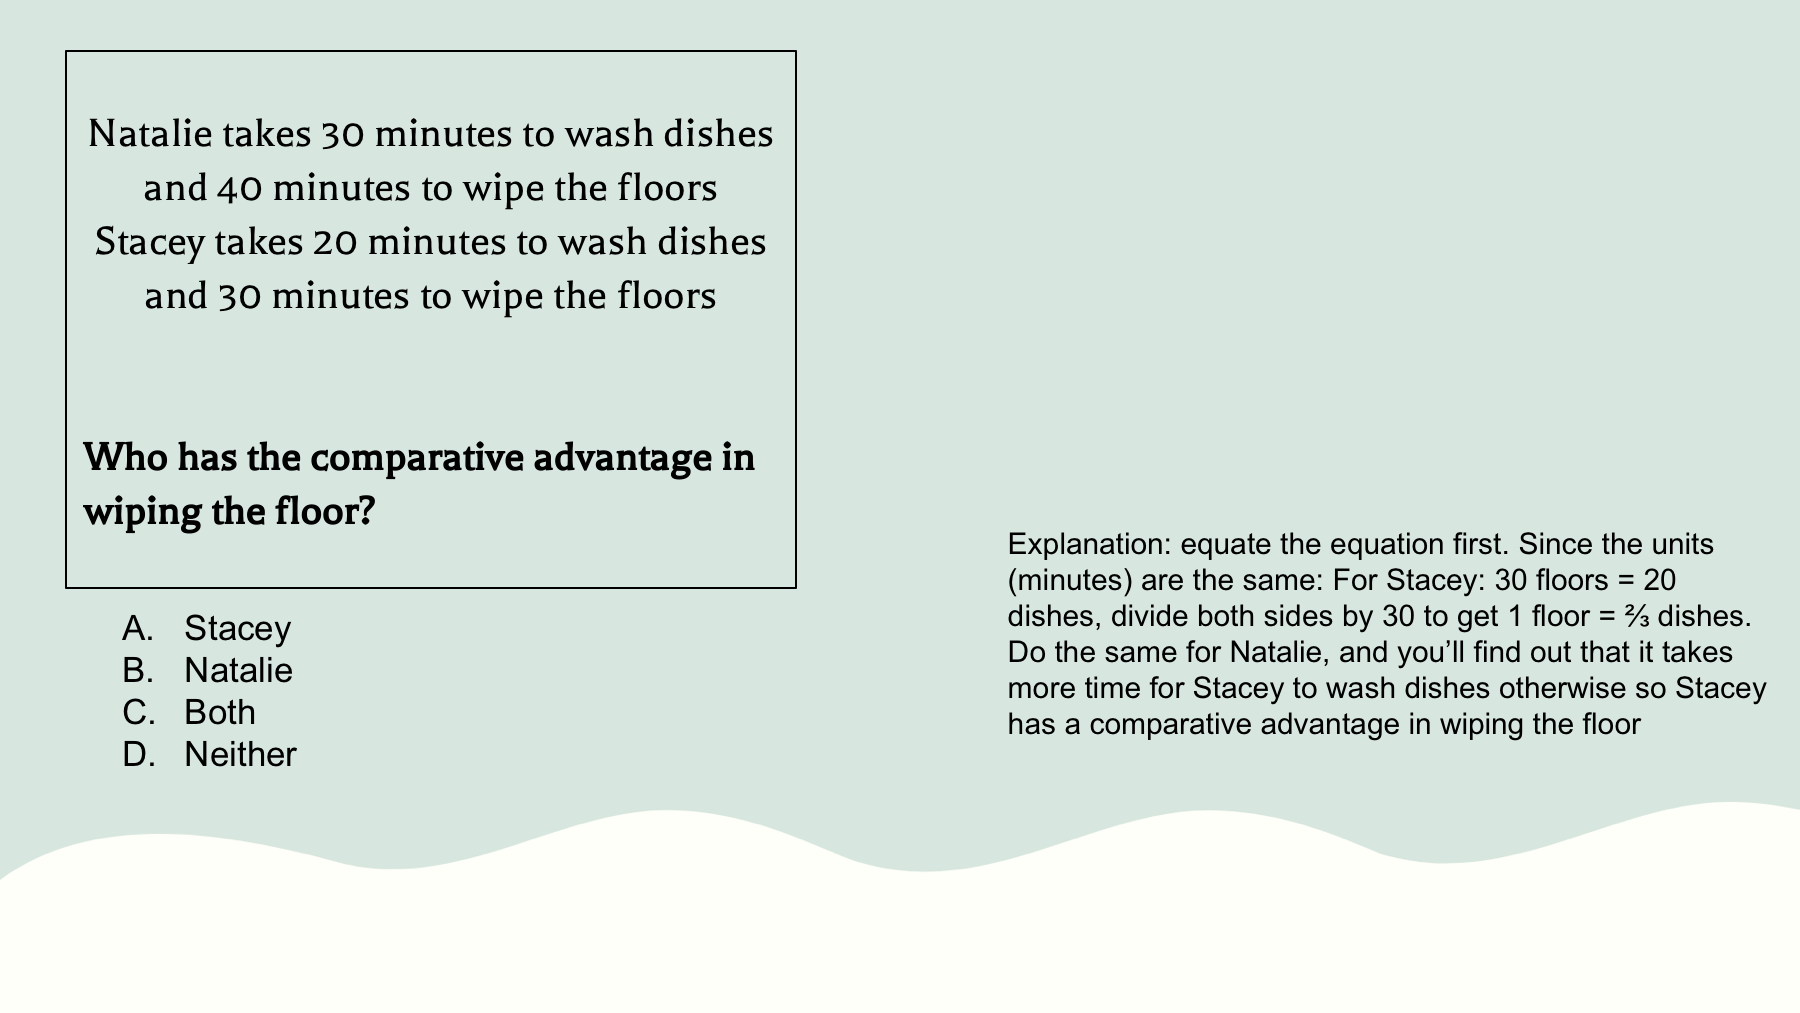 Natalie takes 30 minutes to wash dishes
and 40 minutes to wipe the floors
Stacey takes 20 minutes to wash dishes
and 30 minutes to wipe the floors
Who has the comparative advantage in
wiping the floor?
A. Stacey
B. Natalie
C. Both
D. Neither
Explanation: equate the equation first. Since the units
(minutes) are the same: For Stacey: 30 floors = 20
dishes, divide both sides by 30 to get 1 floor = ⅔ dishes.
Do the same for Natalie, and you’ll find out that it takes
more time for Stacey to wash dishes otherwise so Stacey
has a comparative advantage in wiping the floor